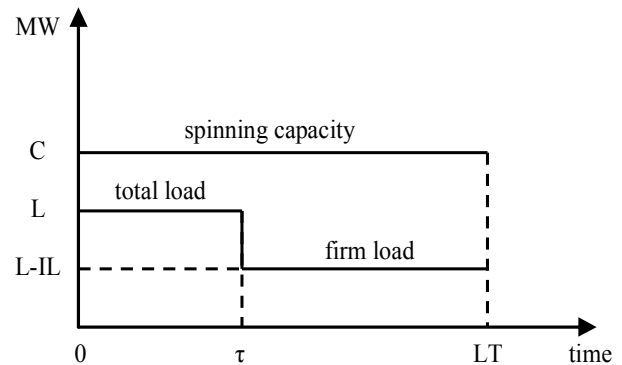 MW
spinning capacity
C
total load
L
firm load
L-IL
0
τ
LT
time